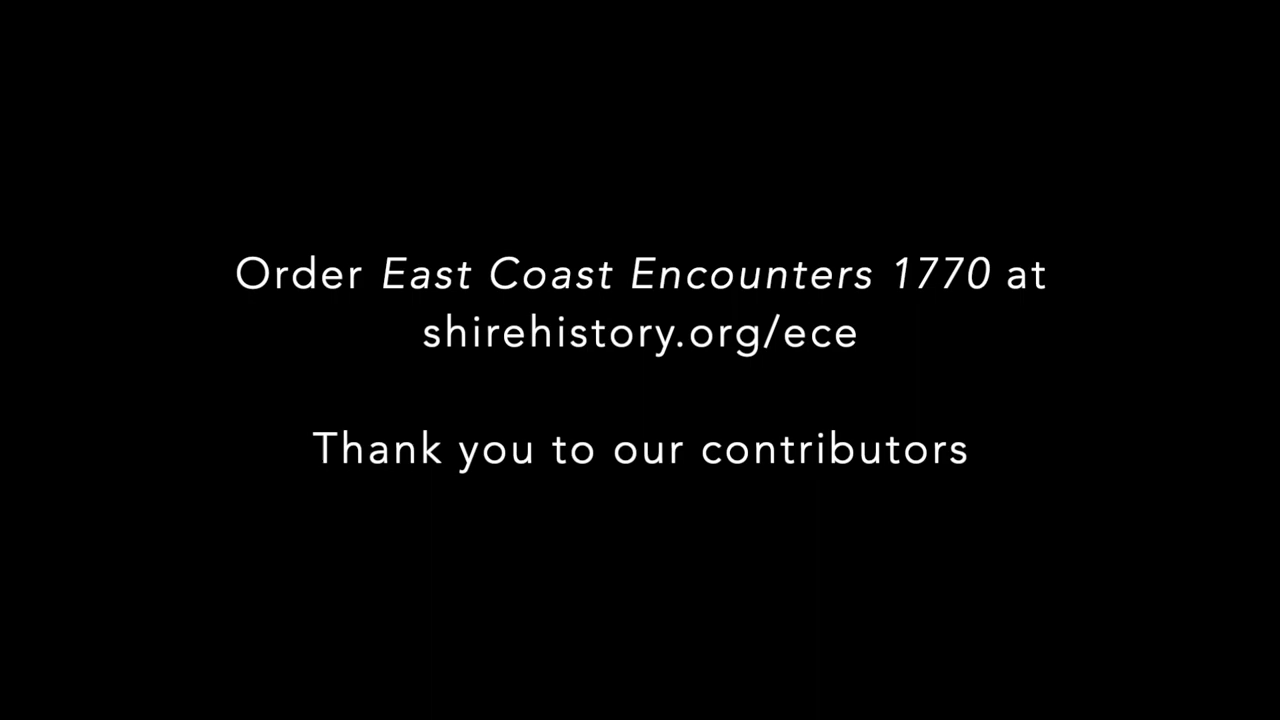 Order East Coast Encounters 1770 at
shirehistory.org/ece
Thank you to our contributors